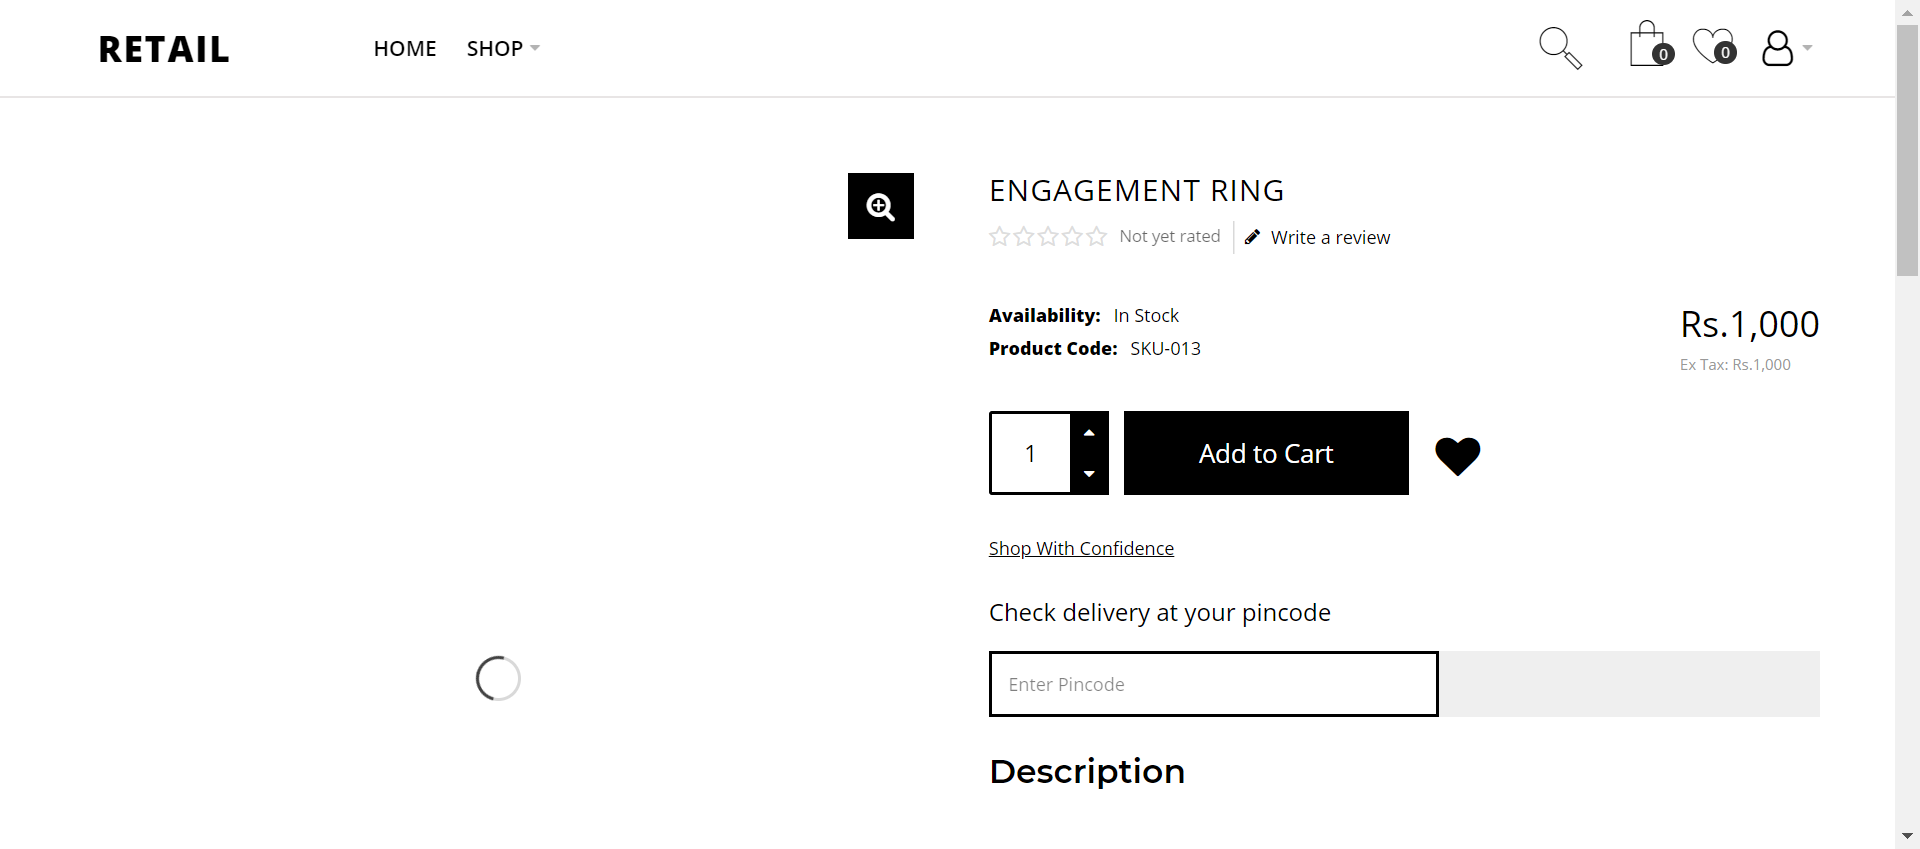 RETAIL
HOME SHOP
0 0
ENGAGEMENT RING
Not yet rated Write a review
Availability: In Stock
Product Code: SKU-013
Rs.1,000
Ex Tax: Rs.1,000
1
Add to Cart
Shop With Confidence
Check delivery at your pincode
Enter Pincode
Description